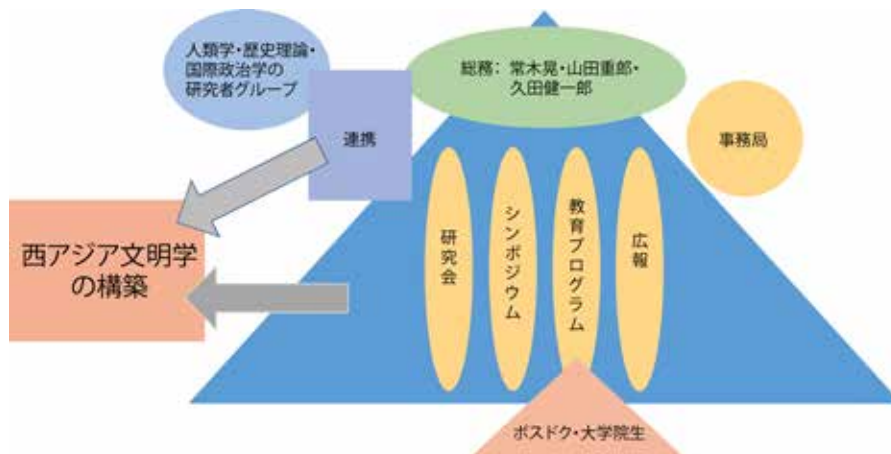 人類学・歴史理論・
国際政治学の
研究者グループ
総務：常木晃・山田重郎・
久田健一郎
連携
事務局
西アジア文明学
の構築
研究会
シンポジウム
教育プログラム
広報
ポスドク・大学院生